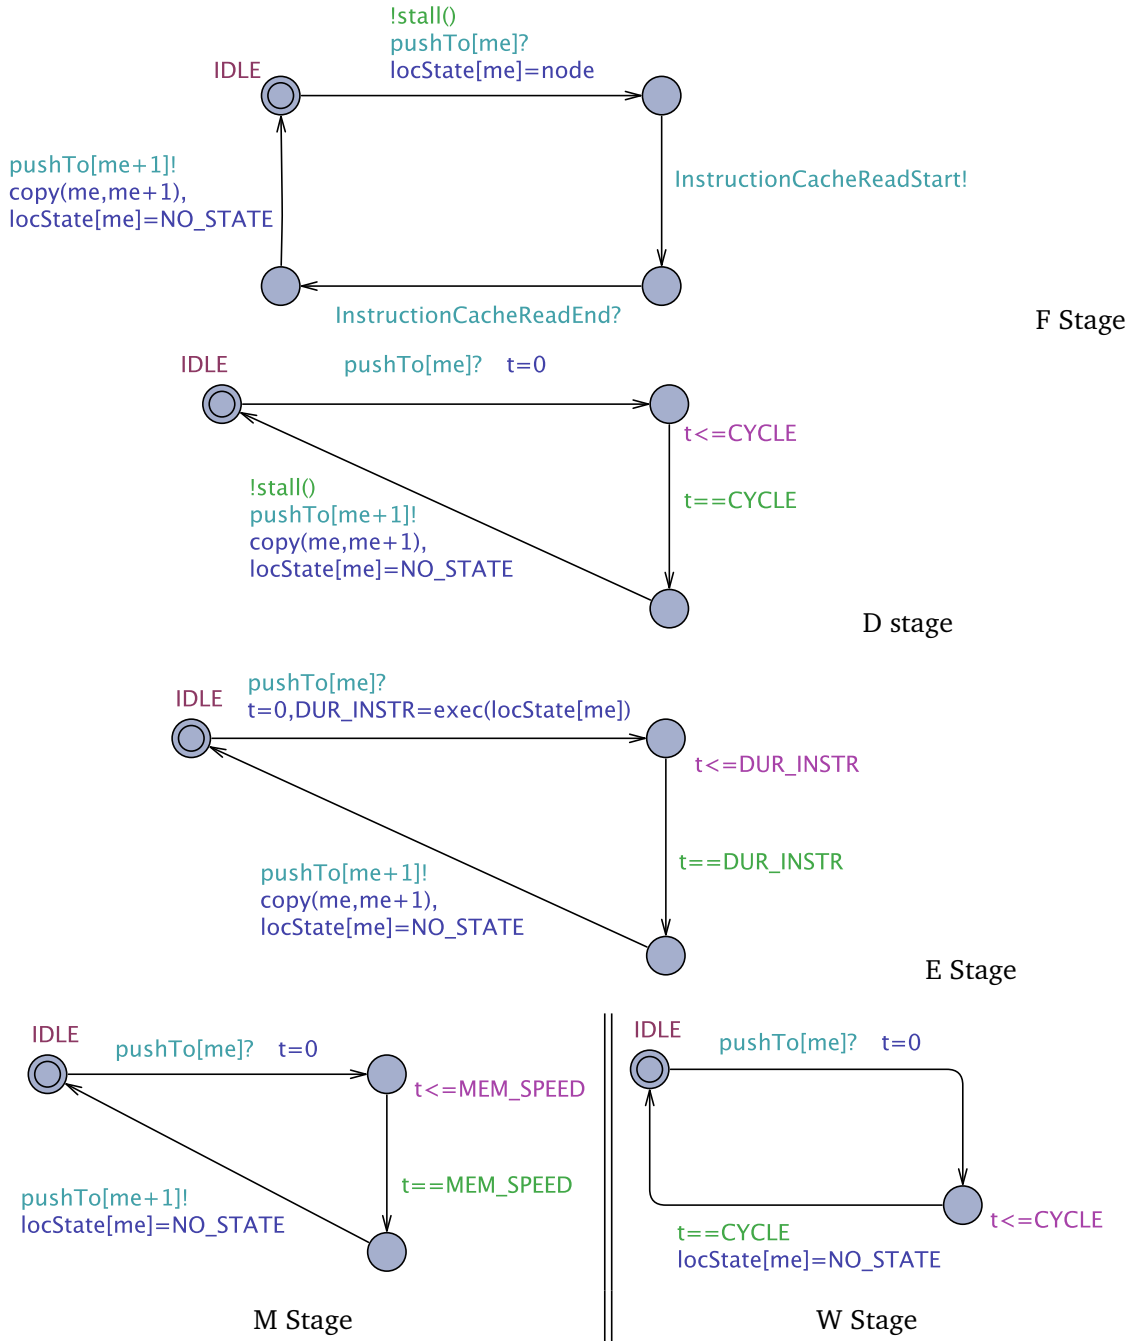 !stall()
pushTo[me]?
locState[me]=node
IDLE
pushTo[me+1]!
copy(me,me+1),
locState[me]=NO_STATE
InstructionCacheReadStart!
InstructionCacheReadEnd?
F Stage
IDLE
pushTo[me]? t=0
t<=CYCLE
!stall()
pushTo[me+1]!
copy(me,me+1),
locState[me]=NO_STATE
t==CYCLE
D stage
IDLE
pushTo[me]?
t=0,DUR_INSTR=exec(locState[me])
t<=DUR_INSTR
t==DUR_INSTR
pushTo[me+1]!
copy(me,me+1),
locState[me]=NO_STATE
E Stage
IDLE
pushTo[me]? t=0
t<=MEM_SPEED
t==MEM_SPEED
pushTo[me+1]!
locState[me]=NO_STATE
M Stage
IDLE
pushTo[me]? t=0
t<=CYCLE
t==CYCLE
locState[me]=NO_STATE
W Stage